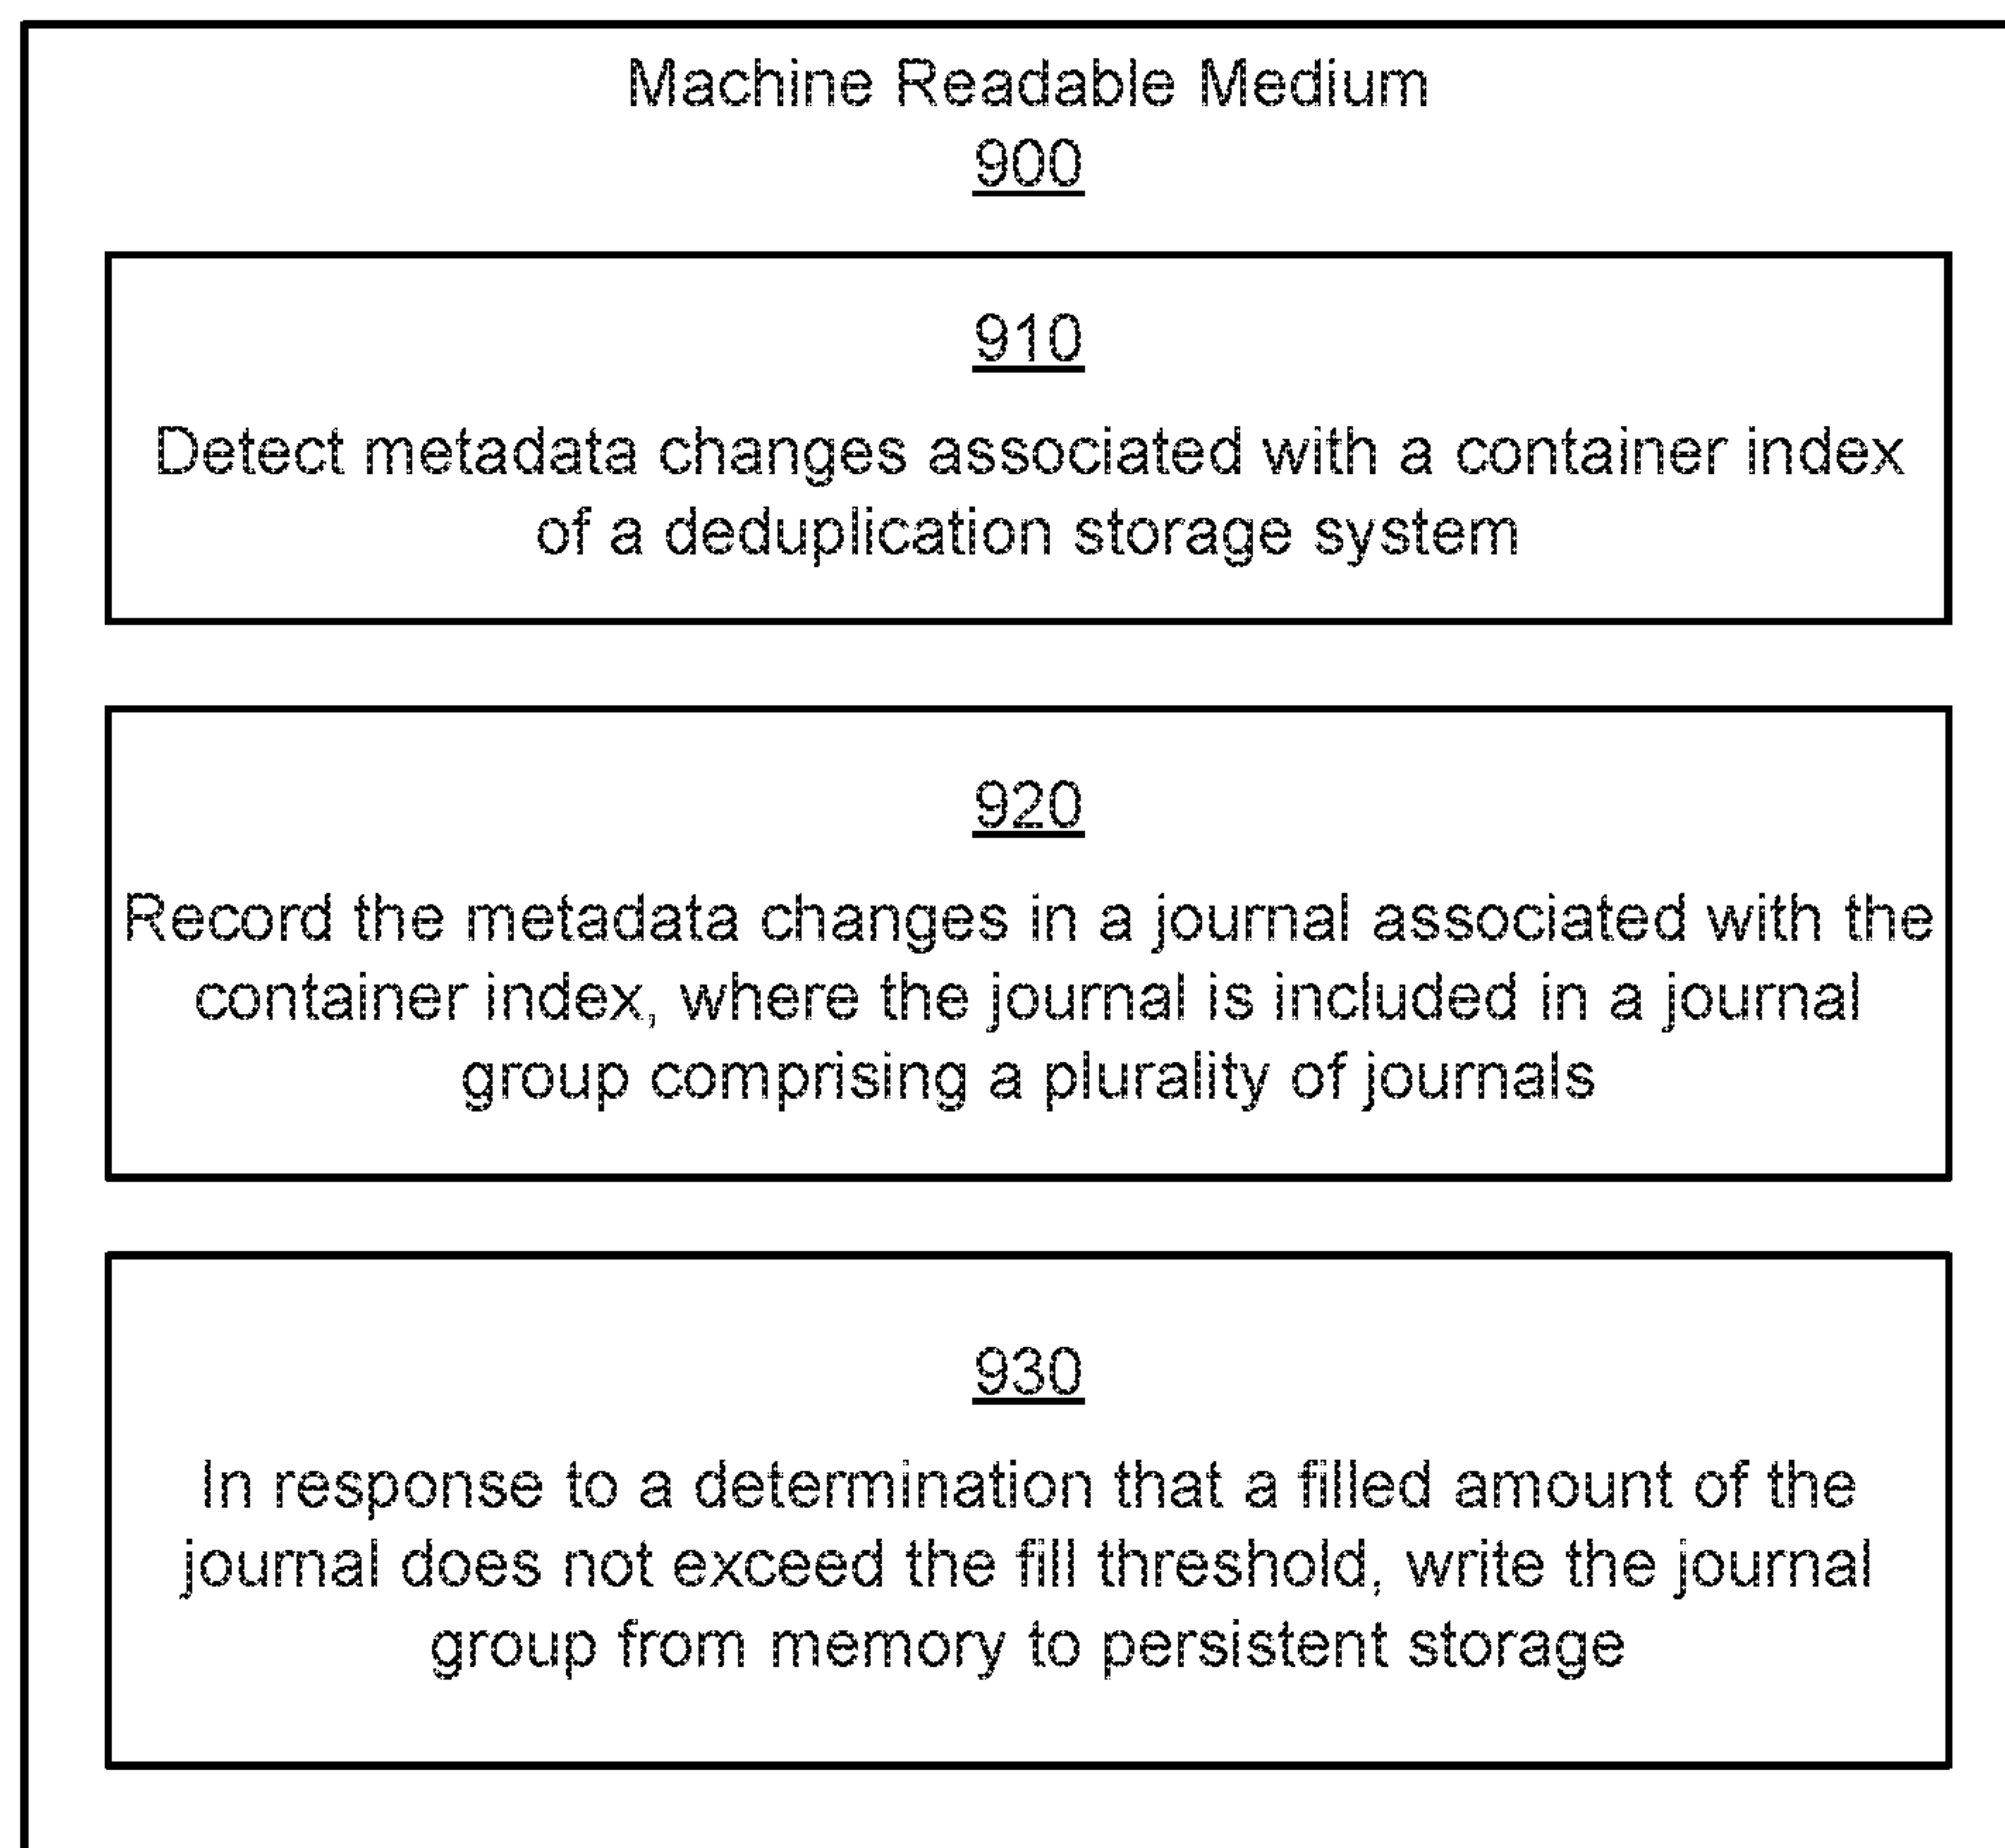 Machine Readable Medium
900
910
Detect metadata changes associated with a container index
of a deduplication storage system
920
Record the metadata changes in a journal associated with the
container index, where the journal is included in a journal
group comprising a plurality of journals
930
In response to a determination that a filled amount of the
journal does not exceed the fill threshold, write the journal
group from memory to persistent storage